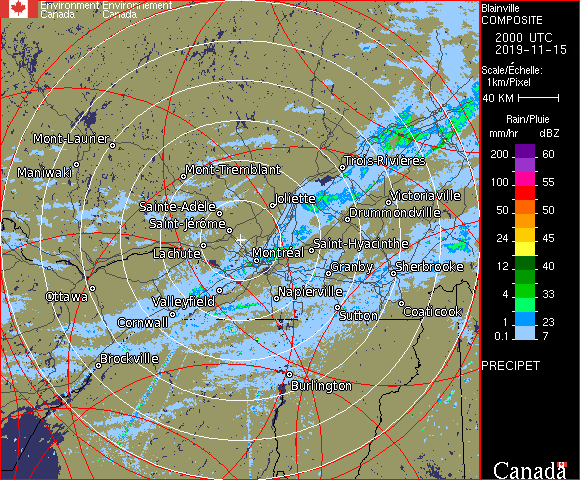 Environment Environnement
Canada Canada
Blainville
COMPOSITE
2000 UTC
2019-11-15
Scale/Échelle:
1km/Pixel
40 KM
Rain/Pluie
mm/hr dBZ
200 60
100 55
50 50
24 45
12 40
4 33
1 23
0.1 7
PRECIPET
Canada
Mont-Laurier
Maniwaki
Mont-Tremblant
Trois-Rivières
Sainte-Adele
Joliette
Victoriaville
Saint-Jérôme
Drummondville
Lachute
Montréal
Saint-Hyacinthe
Granby
Sherbrooke
Ottawa
Valleyfield
Napierville
Cornwall
Sutton
Coaticook
Brockville
Burlington